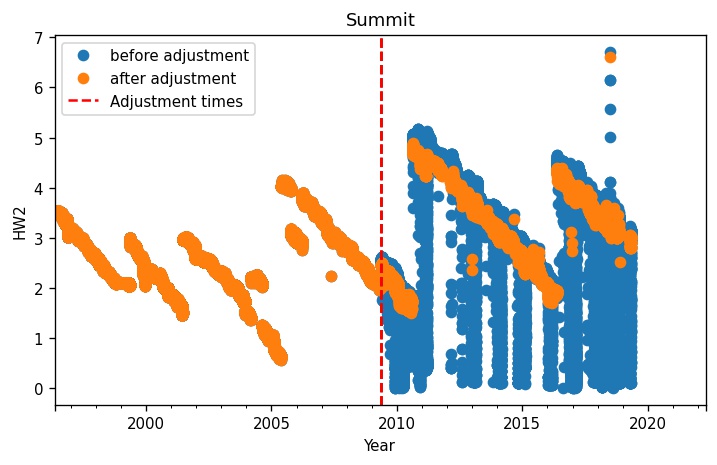 Summit
7
6
5
4
3
2
1
0
HW2
before adjustment
after adjustment
Adjustment times
2000
2005
2010
2015
2020
Year